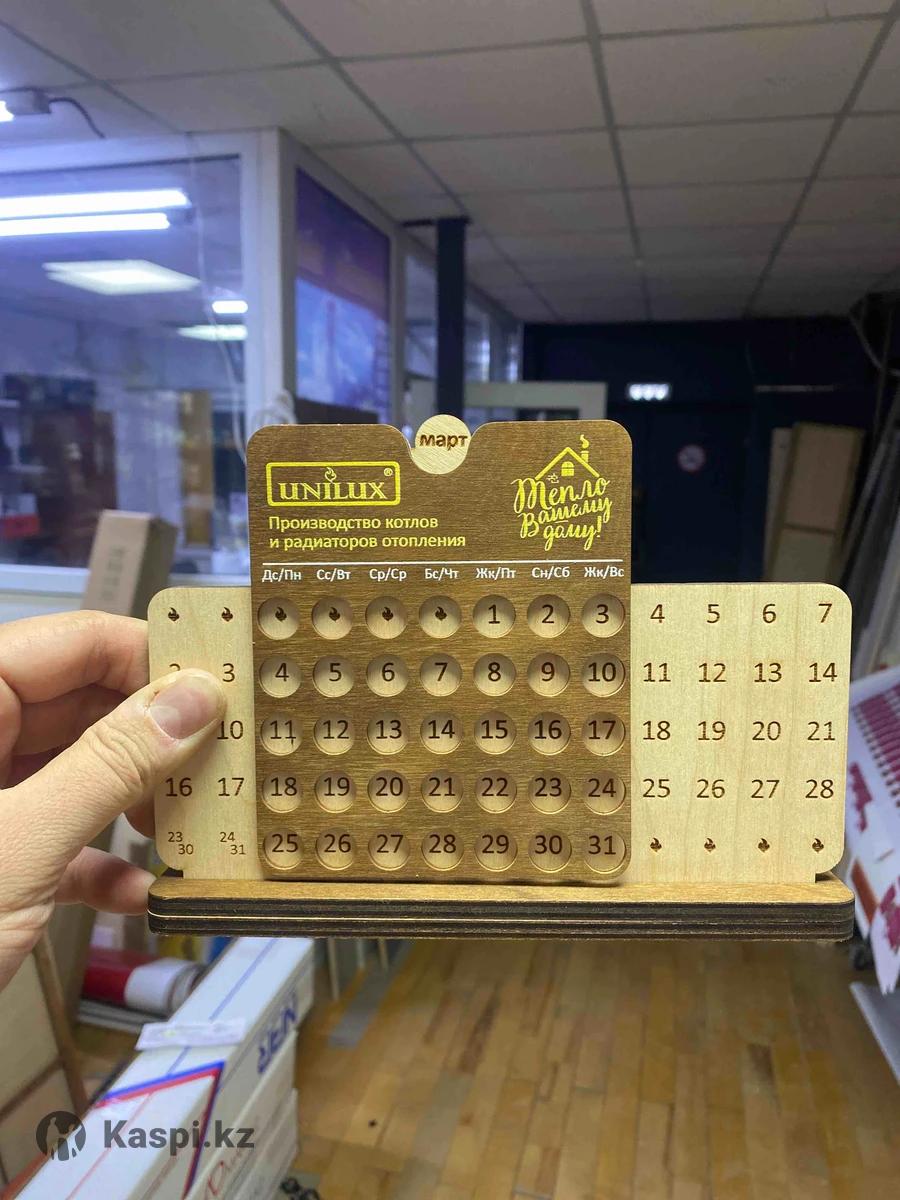 март
UNILUX®
Тепло
Вашему
дому!
Производство котлов
и радиаторов отопления
Дс/Пн Сс/Вт Ср/Ср Бс/Чт Жк/Пт Сн/Сб Жк/Вс
1 2 3 4 5 6 7
3 4 5 6 7 8 9 10 11 12 13 14
10 11 12 13 14 15 16 17 18 19 20 21
16 17 18 19 20 21 22 23 24 25 26 27 28
23 30 24 31 25 26 27 28 29 30 31
Kaspi.kz